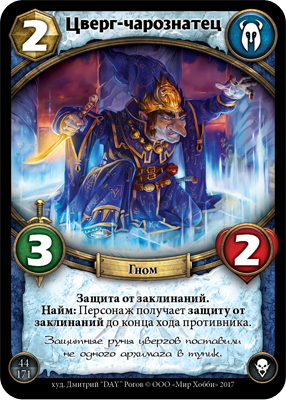 2
Цверг-чарознатец
3
Гном
2
Защита от заклинаний.
Найм: Персонаж получает защиту от
заклинаний до конца хода противника.
Защитные руны цвергов поставили
не одного архимага в тупик.
44
171
худ. Дмитрий "DAY" Рогов © ООО «Мир Хобби» 2017